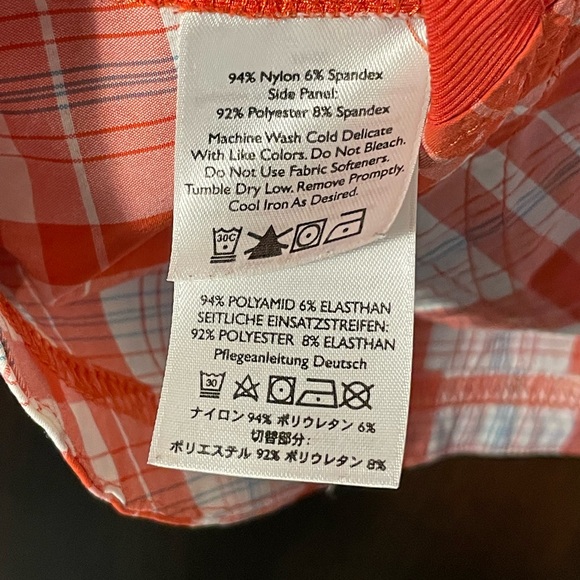 94% Nylon 6% Spandex
Side Panel:
92% Polyester 8% Spandex
Machine Wash Cold Delicate
With Like Colors. Do Not Bleach.
Do Not Use Fabric Softeners.
Tumble Dry Low. Remove Promptly.
Cool Iron As Desired.
30C
94% POLYAMID 6% ELASTHAN
SEITLICHE EINSATZSTREIFEN:
92% POLYESTER 8% ELASTHAN
Pflegeanleitung Deutsch
30
ナイロン 94% ポリウレタン 6%
切替部分:
ポリエステル 92% ポリウレタン 8%